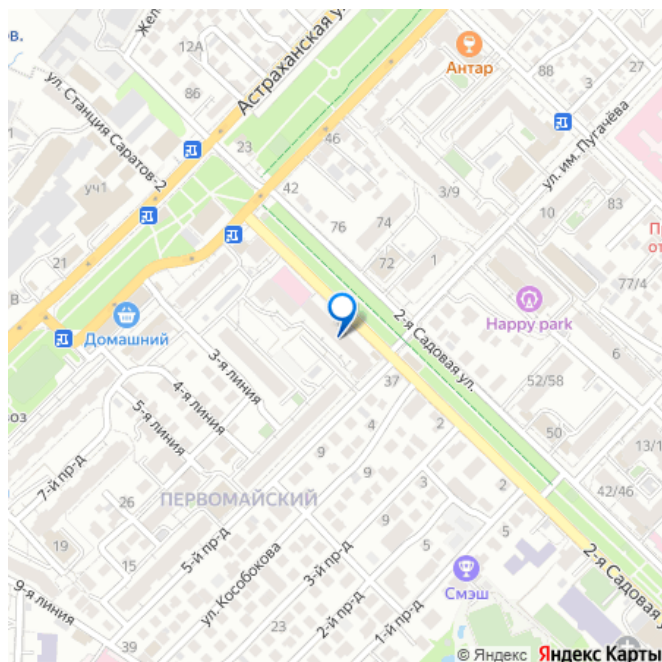 ов.
Жел
12А
Астраханская ул
Антар
88
3
27
86
ул. Станция Саратов-2
ул. им. Пугачёва
46
23
уч1
42
3/9
10
83
76
74
72
1
21
В
77/4
Happy park
Домашний
2-я Садовая ул.
3-я линия
6
4-я линия
37
52/58
5-я линия
4
2
50
13/1
воз
7-й пр-д
9
9
3
2
42/46
ПЕРВОМАЙСКИЙ
26
9
19
15
5-й пр-д
ул. Кособокова
3-й пр-д
5
5
2-я Садовая у
9-я линия
Смэш
2-й пр-д
1-й пр-д
23
39
© Яндекс Яндекс Карты